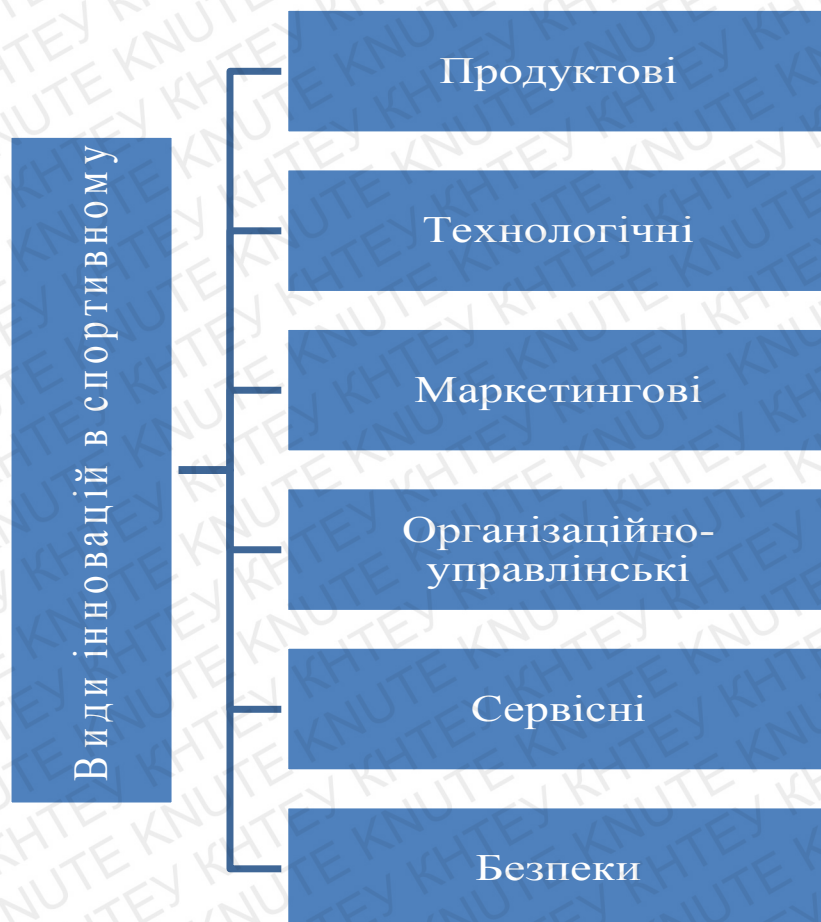 Види інновацій в спортивному
Продуктові
Технологічні
Маркетингові
Організаційно-
управлінські
Сервісні
Безпеки